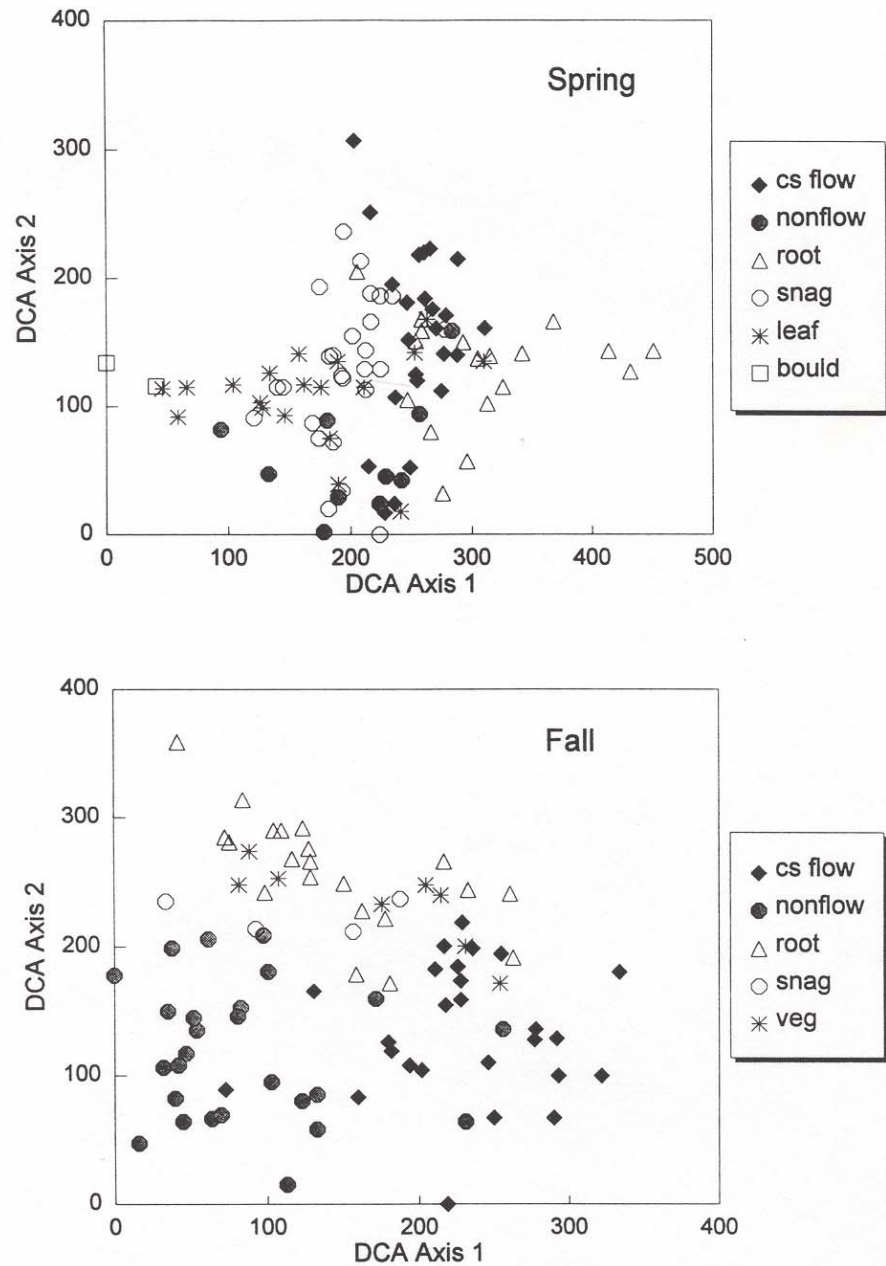 400
Spring
300
DCA Axis 2
200
100
0
0 100 200 300 400 500
DCA Axis 1
cs flow
nonflow
root
snag
leaf
bould
400
Fall
300
DCA Axis 2
200
100
0
0 100 200 300 400
DCA Axis 1
cs flow
nonflow
root
snag
veg